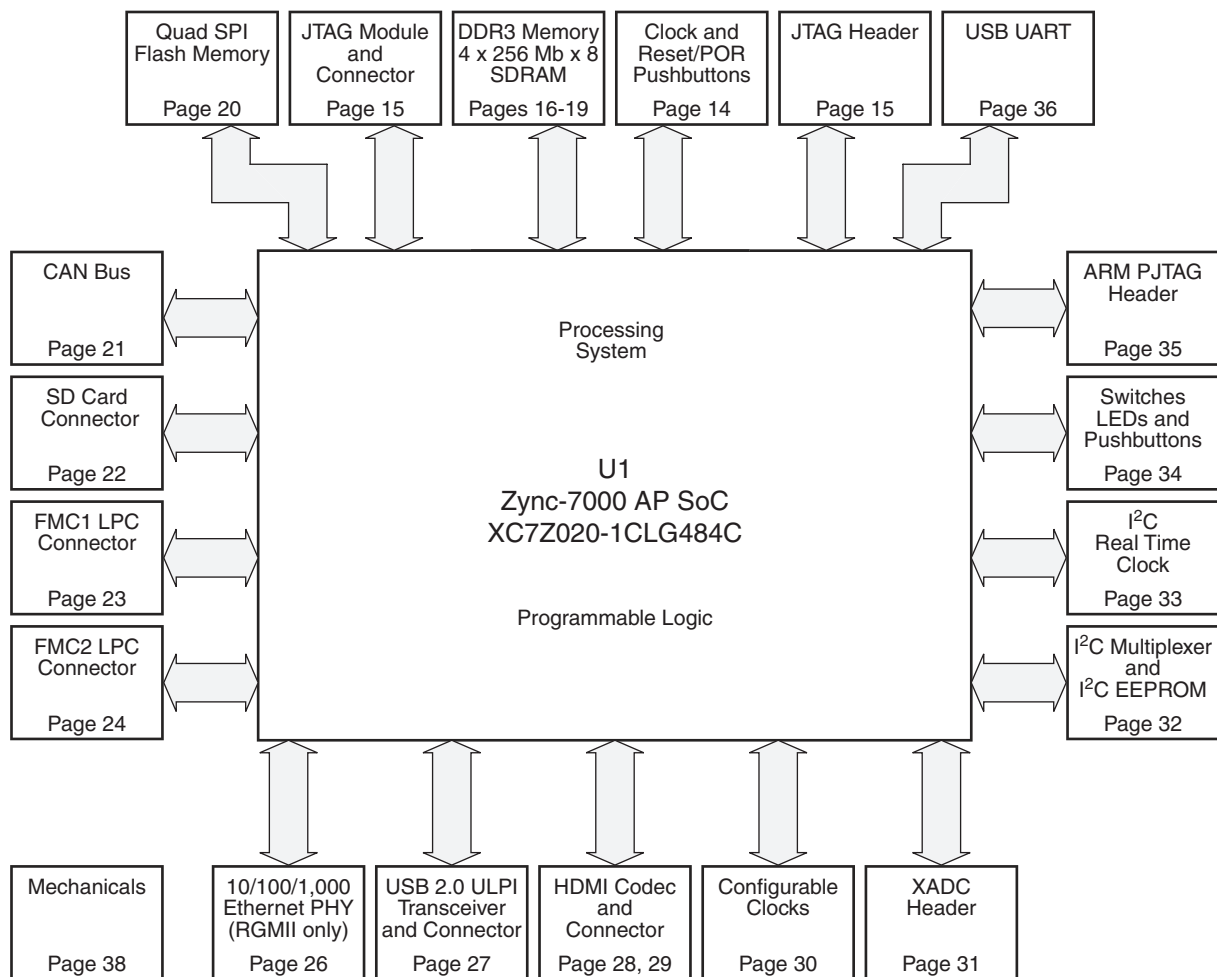 Quad SPI
Flash Memory
Page 20
JTAG Module
and
Connector
Page 15
DDR3 Memory
4 x 256 Mb x 8
SDRAM
Pages 16-19
Clock and
Reset/POR
Pushbuttons
Page 14
JTAG Header
Page 15
USB UART
Page 36
CAN Bus
Page 21
SD Card
Connector
Page 22
FMC1 LPC
Connector
Page 23
FMC2 LPC
Connector
Page 24
Processing
System
U1
Zync-7000 AP SoC
XC7Z020-1CLG484C
Programmable Logic
ARM PJTAG
Header
Page 35
Switches
LEDs and
Pushbuttons
Page 34
I²C
Real Time
Clock
Page 33
I²C Multiplexer
and
I²C EEPROM
Page 32
Mechanicals
Page 38
10/100/1,000
Ethernet PHY
(RGMII only)
Page 26
USB 2.0 ULPI
Transceiver
and Connector
Page 27
HDMI Codec
and
Connector
Page 28, 29
Configurable
Clocks
Page 30
XADC
Header
Page 31